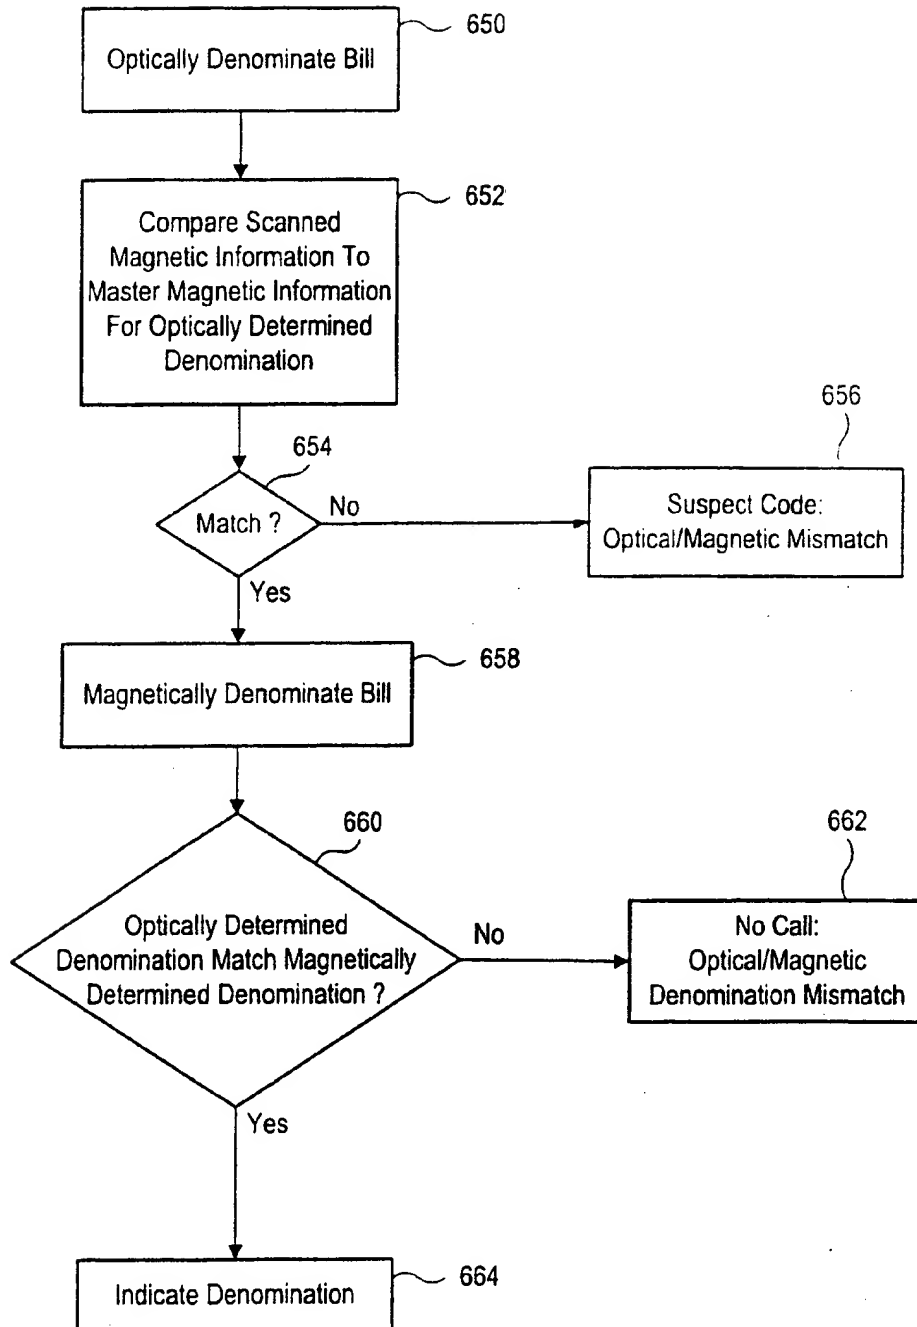 650
Optically Denominate Bill
652
Compare Scanned
Magnetic Information To
Master Magnetic Information
For Optically Determined
Denomination
654
Match ?
No
656
Suspect Code:
Optical/Magnetic Mismatch
Yes
658
Magnetically Denominate Bill
660
Optically Determined
Denomination Match Magnetically
Determined Denomination ?
No
662
No Call:
Optical/Magnetic
Denomination Mismatch
Yes
664
Indicate Denomination